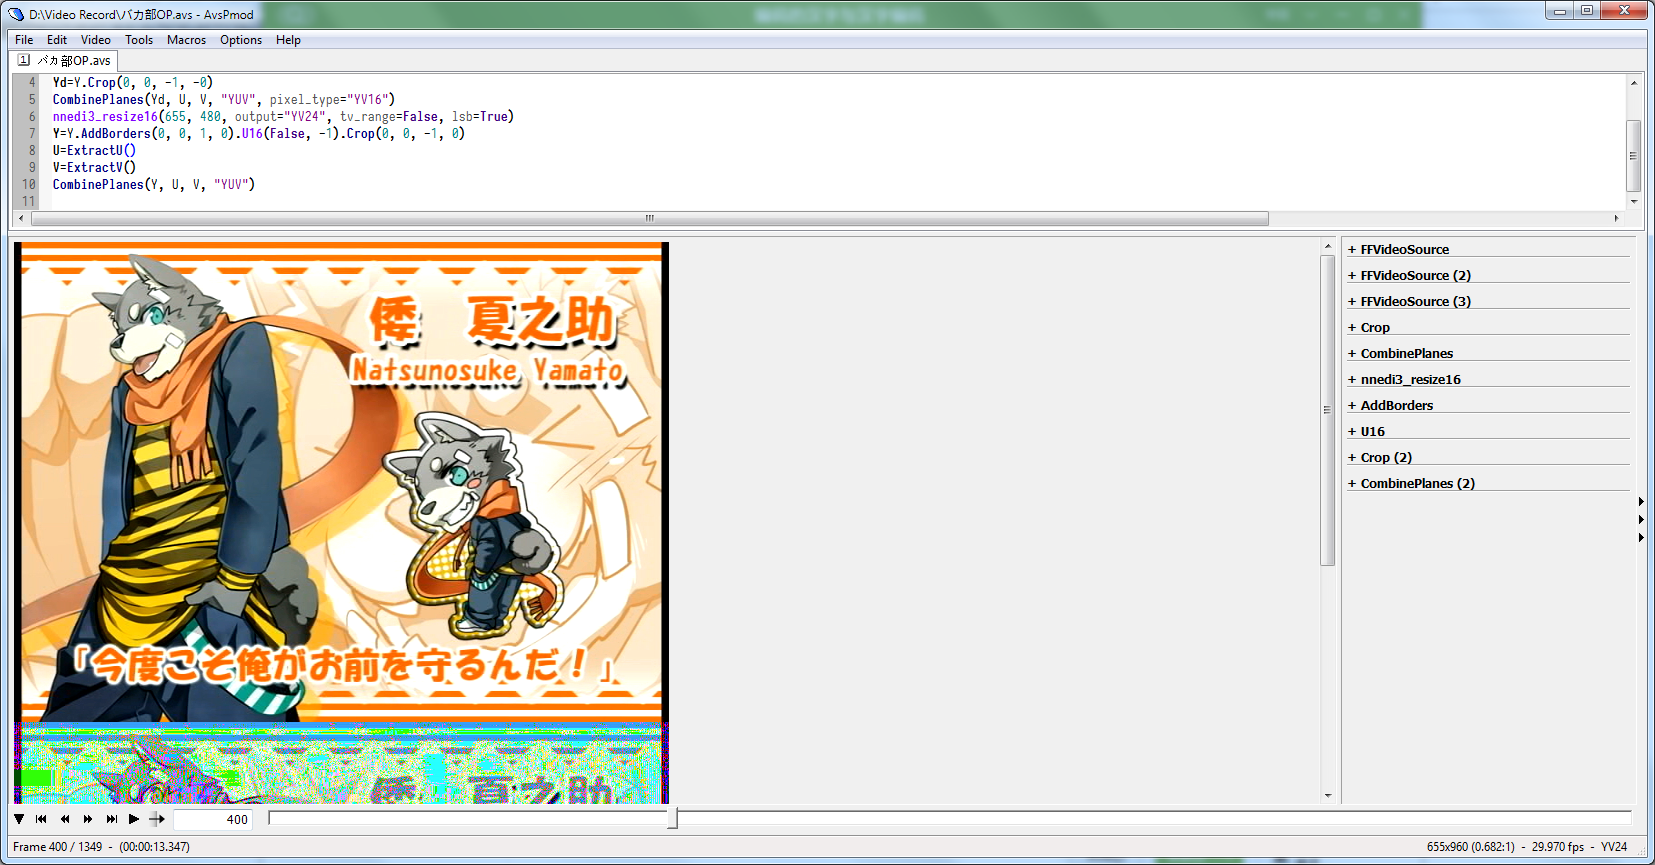 D:\Video Record\バカ部OP.avs - AvsPmod
File Edit Video Tools Macros Options Help
1 バカ部OP.avs
4 Yd=Y.Crop(0, 0, -1, -0)
5 CombinePlanes(Yd, U, V, "YUV", pixel_type="YV16")
6 nnedi3_resize16(655, 480, output="YV24", tv_range=False, lsb=True)
7 Y=Y.AddBorders(0, 0, 1, 0).U16(False, -1).Crop(0, 0, -1, 0)
8 U=ExtractU()
9 V=ExtractV()
10 CombinePlanes(Y, U, V, "YUV")
11
倭 夏之助
Natsunosuke Yamato
「今度こそ俺がお前を守るんだ!」
倭 夏之助
+ FFVideoSource
+ FFVideoSource (2)
+ FFVideoSource (3)
+ Crop
+ CombinePlanes
+ nnedi3_resize16
+ AddBorders
+ U16
+ Crop (2)
+ CombinePlanes (2)
400
Frame 400 / 1349 - (00:00:13.347)
655x960 (0.682:1) - 29.970 fps - YV24